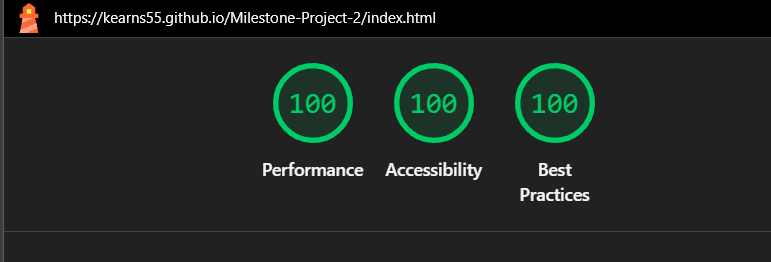 https://kearns55.github.io/Milestone-Project-2/index.html
100 100 100
Performance Accessibility Best
Practices